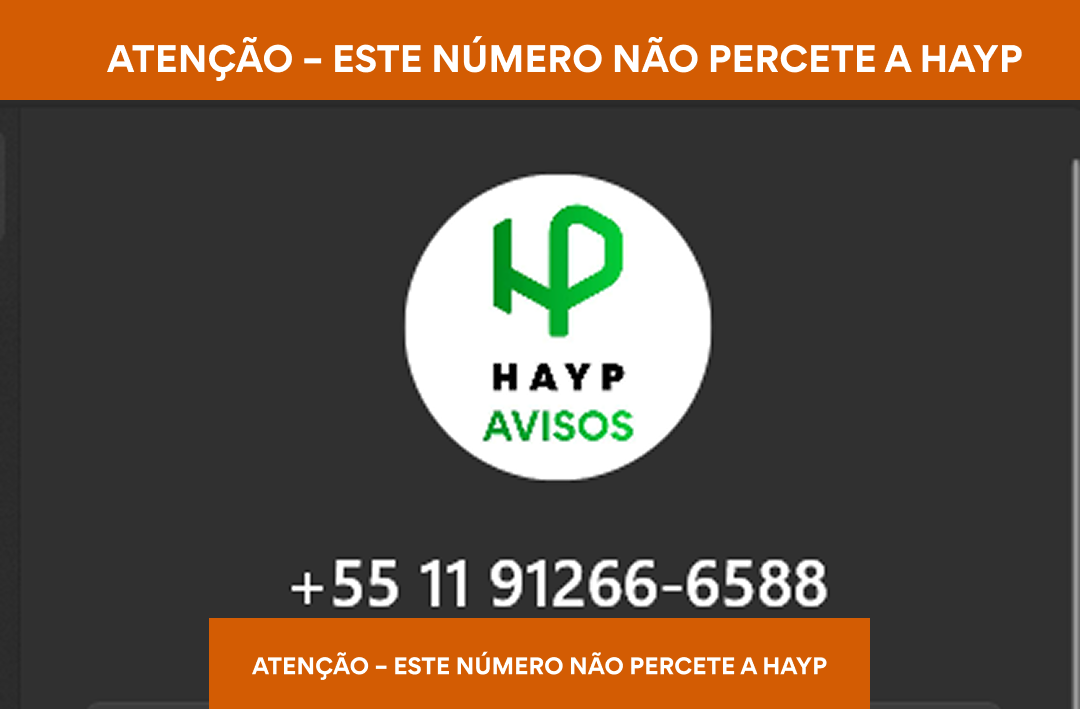 ATENÇÃO – ESTE NÚMERO NÃO PERCETE A HAYP
HAYP
AVISOS
+55 11 91266-6588
ATENÇÃO – ESTE NÚMERO NÃO PERCETE A HAYP